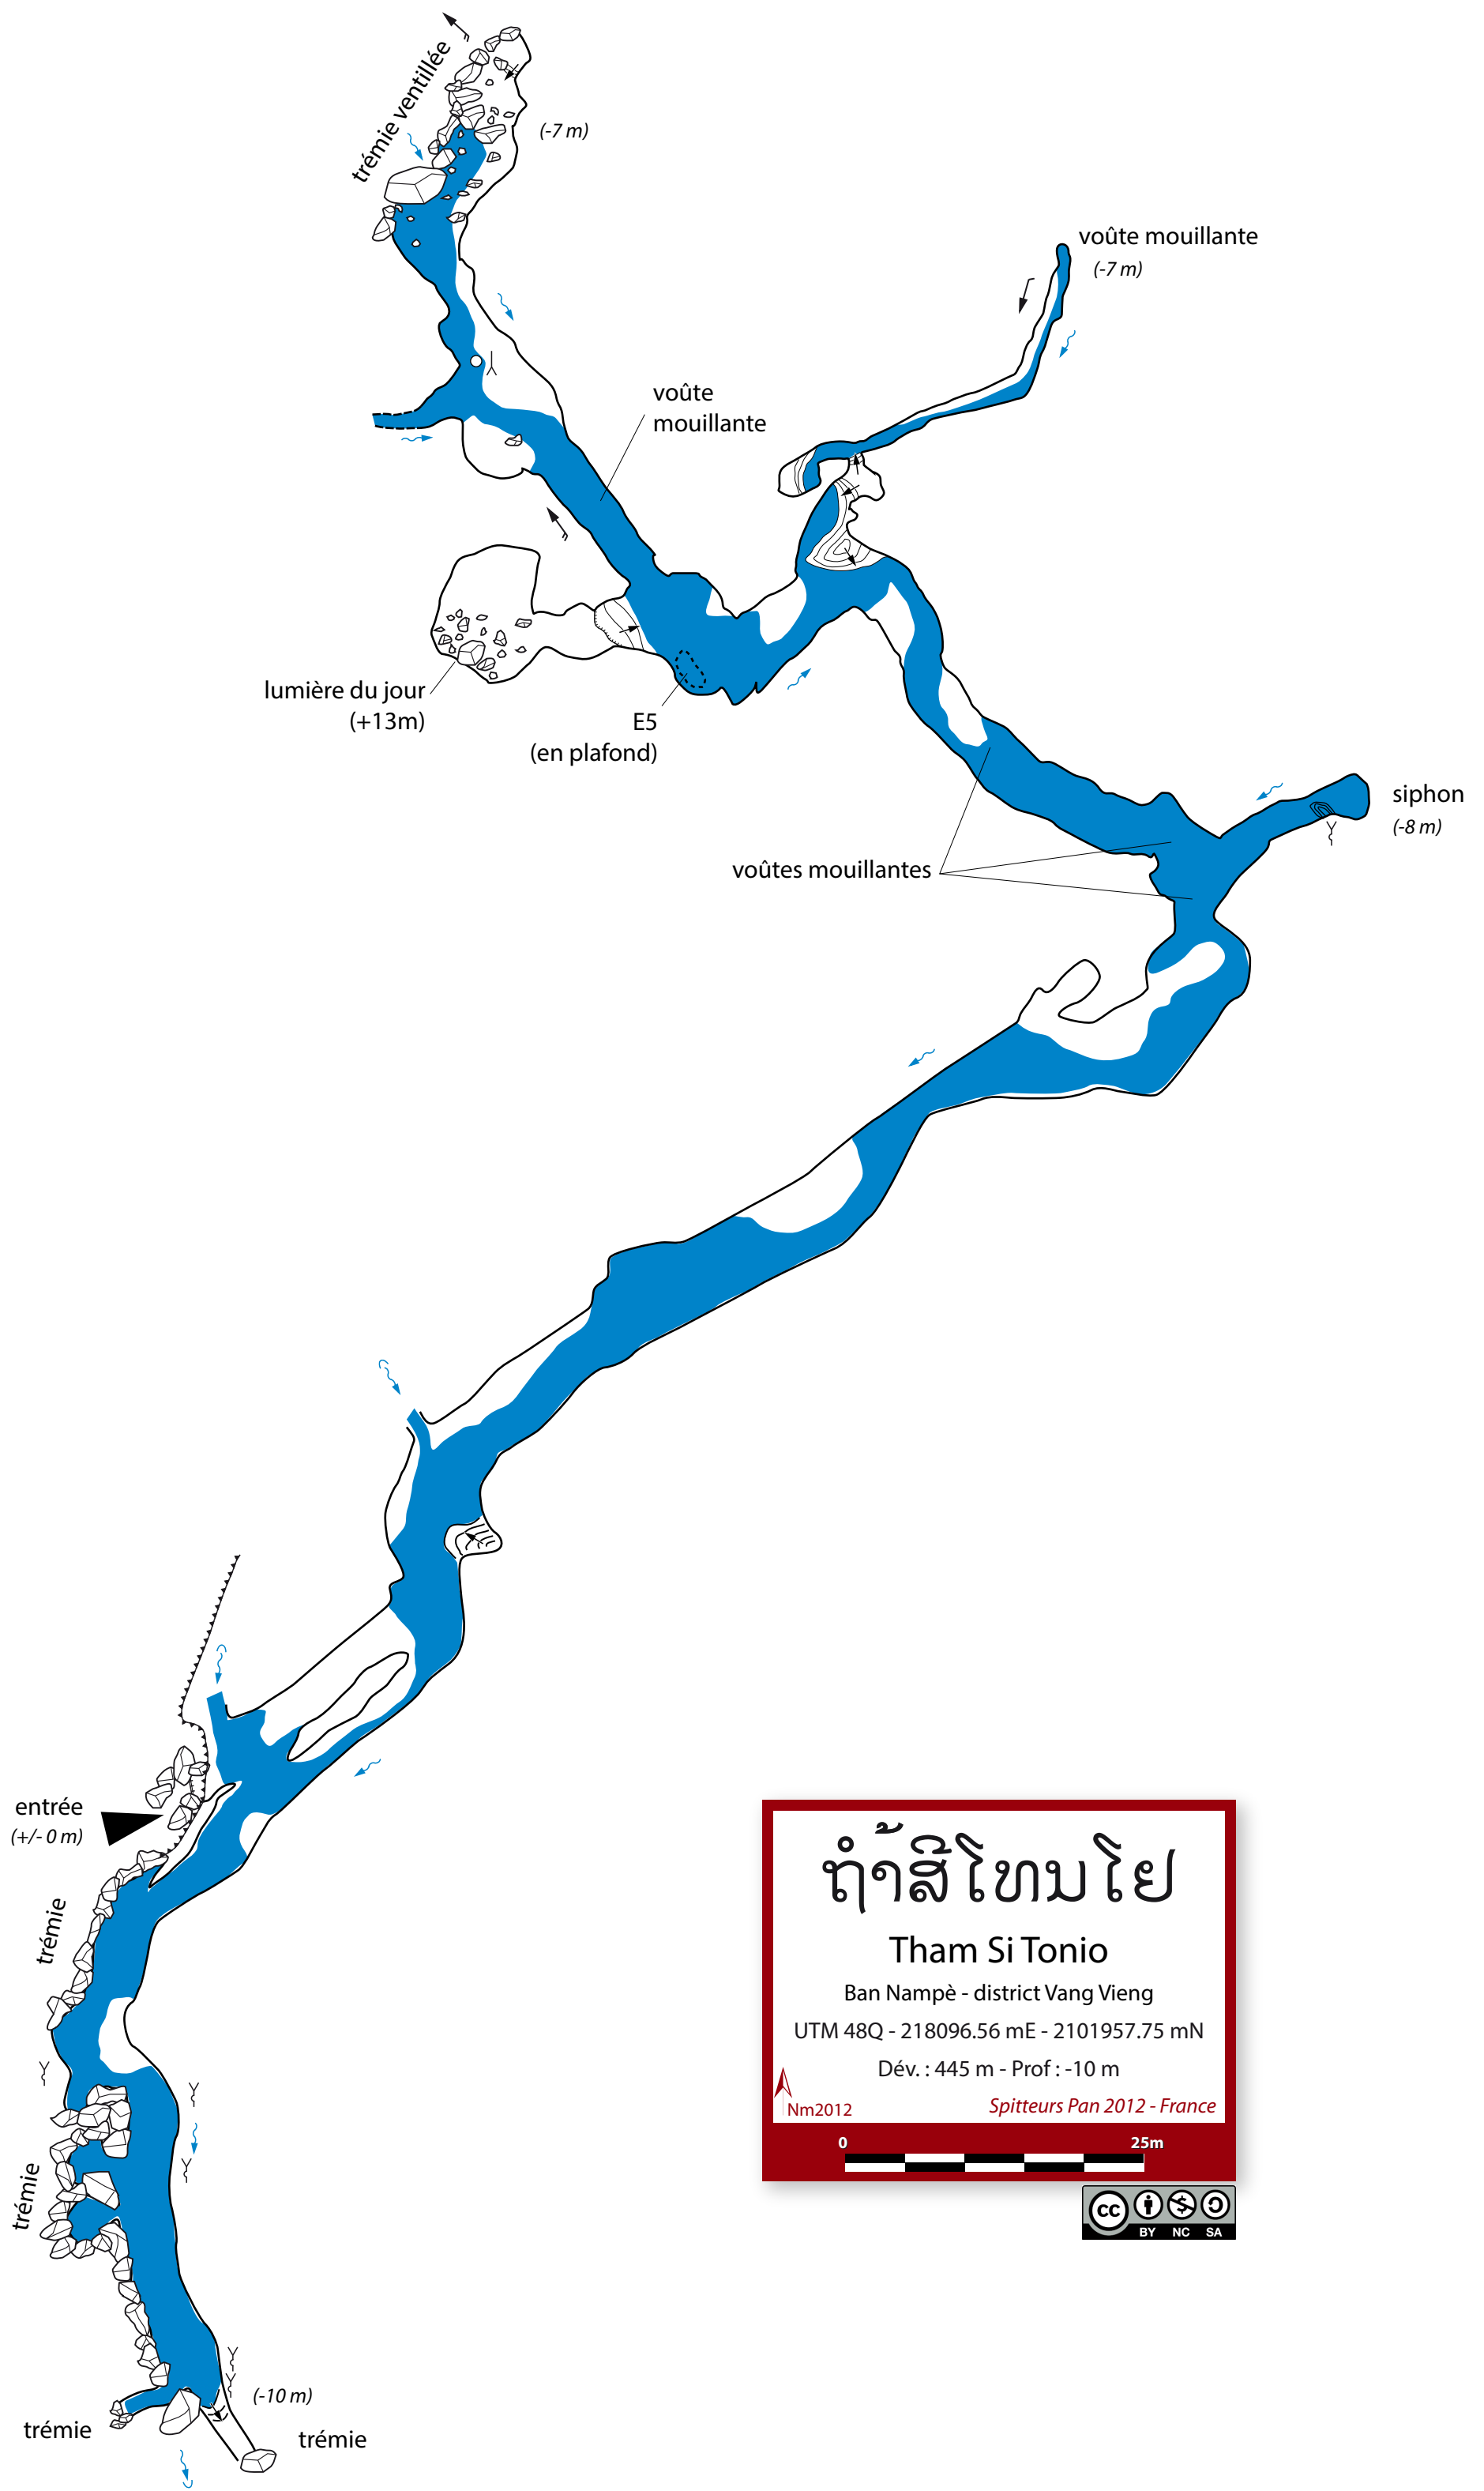 trémie ventillée
(-7 m)
voûte mouillante
(-7 m)
voûte
mouillante
lumière du jour
(+13m)
E5
(en plafond)
siphon
(-8 m)
voûtes mouillantes
entrée
(+/- 0 m)
trémie
trémie
(-10 m)
trémie
trémie
ຖ້ຳສີໂທນໂຢ
Tham Si Tonio
Ban Nampè - district Vang Vieng
UTM 48Q - 218096.56 mE - 2101957.75 mN
Dév. : 445 m - Prof : -10 m
Nm2012
Spitteurs Pan 2012 - France
0 25m
cc BY NC SA